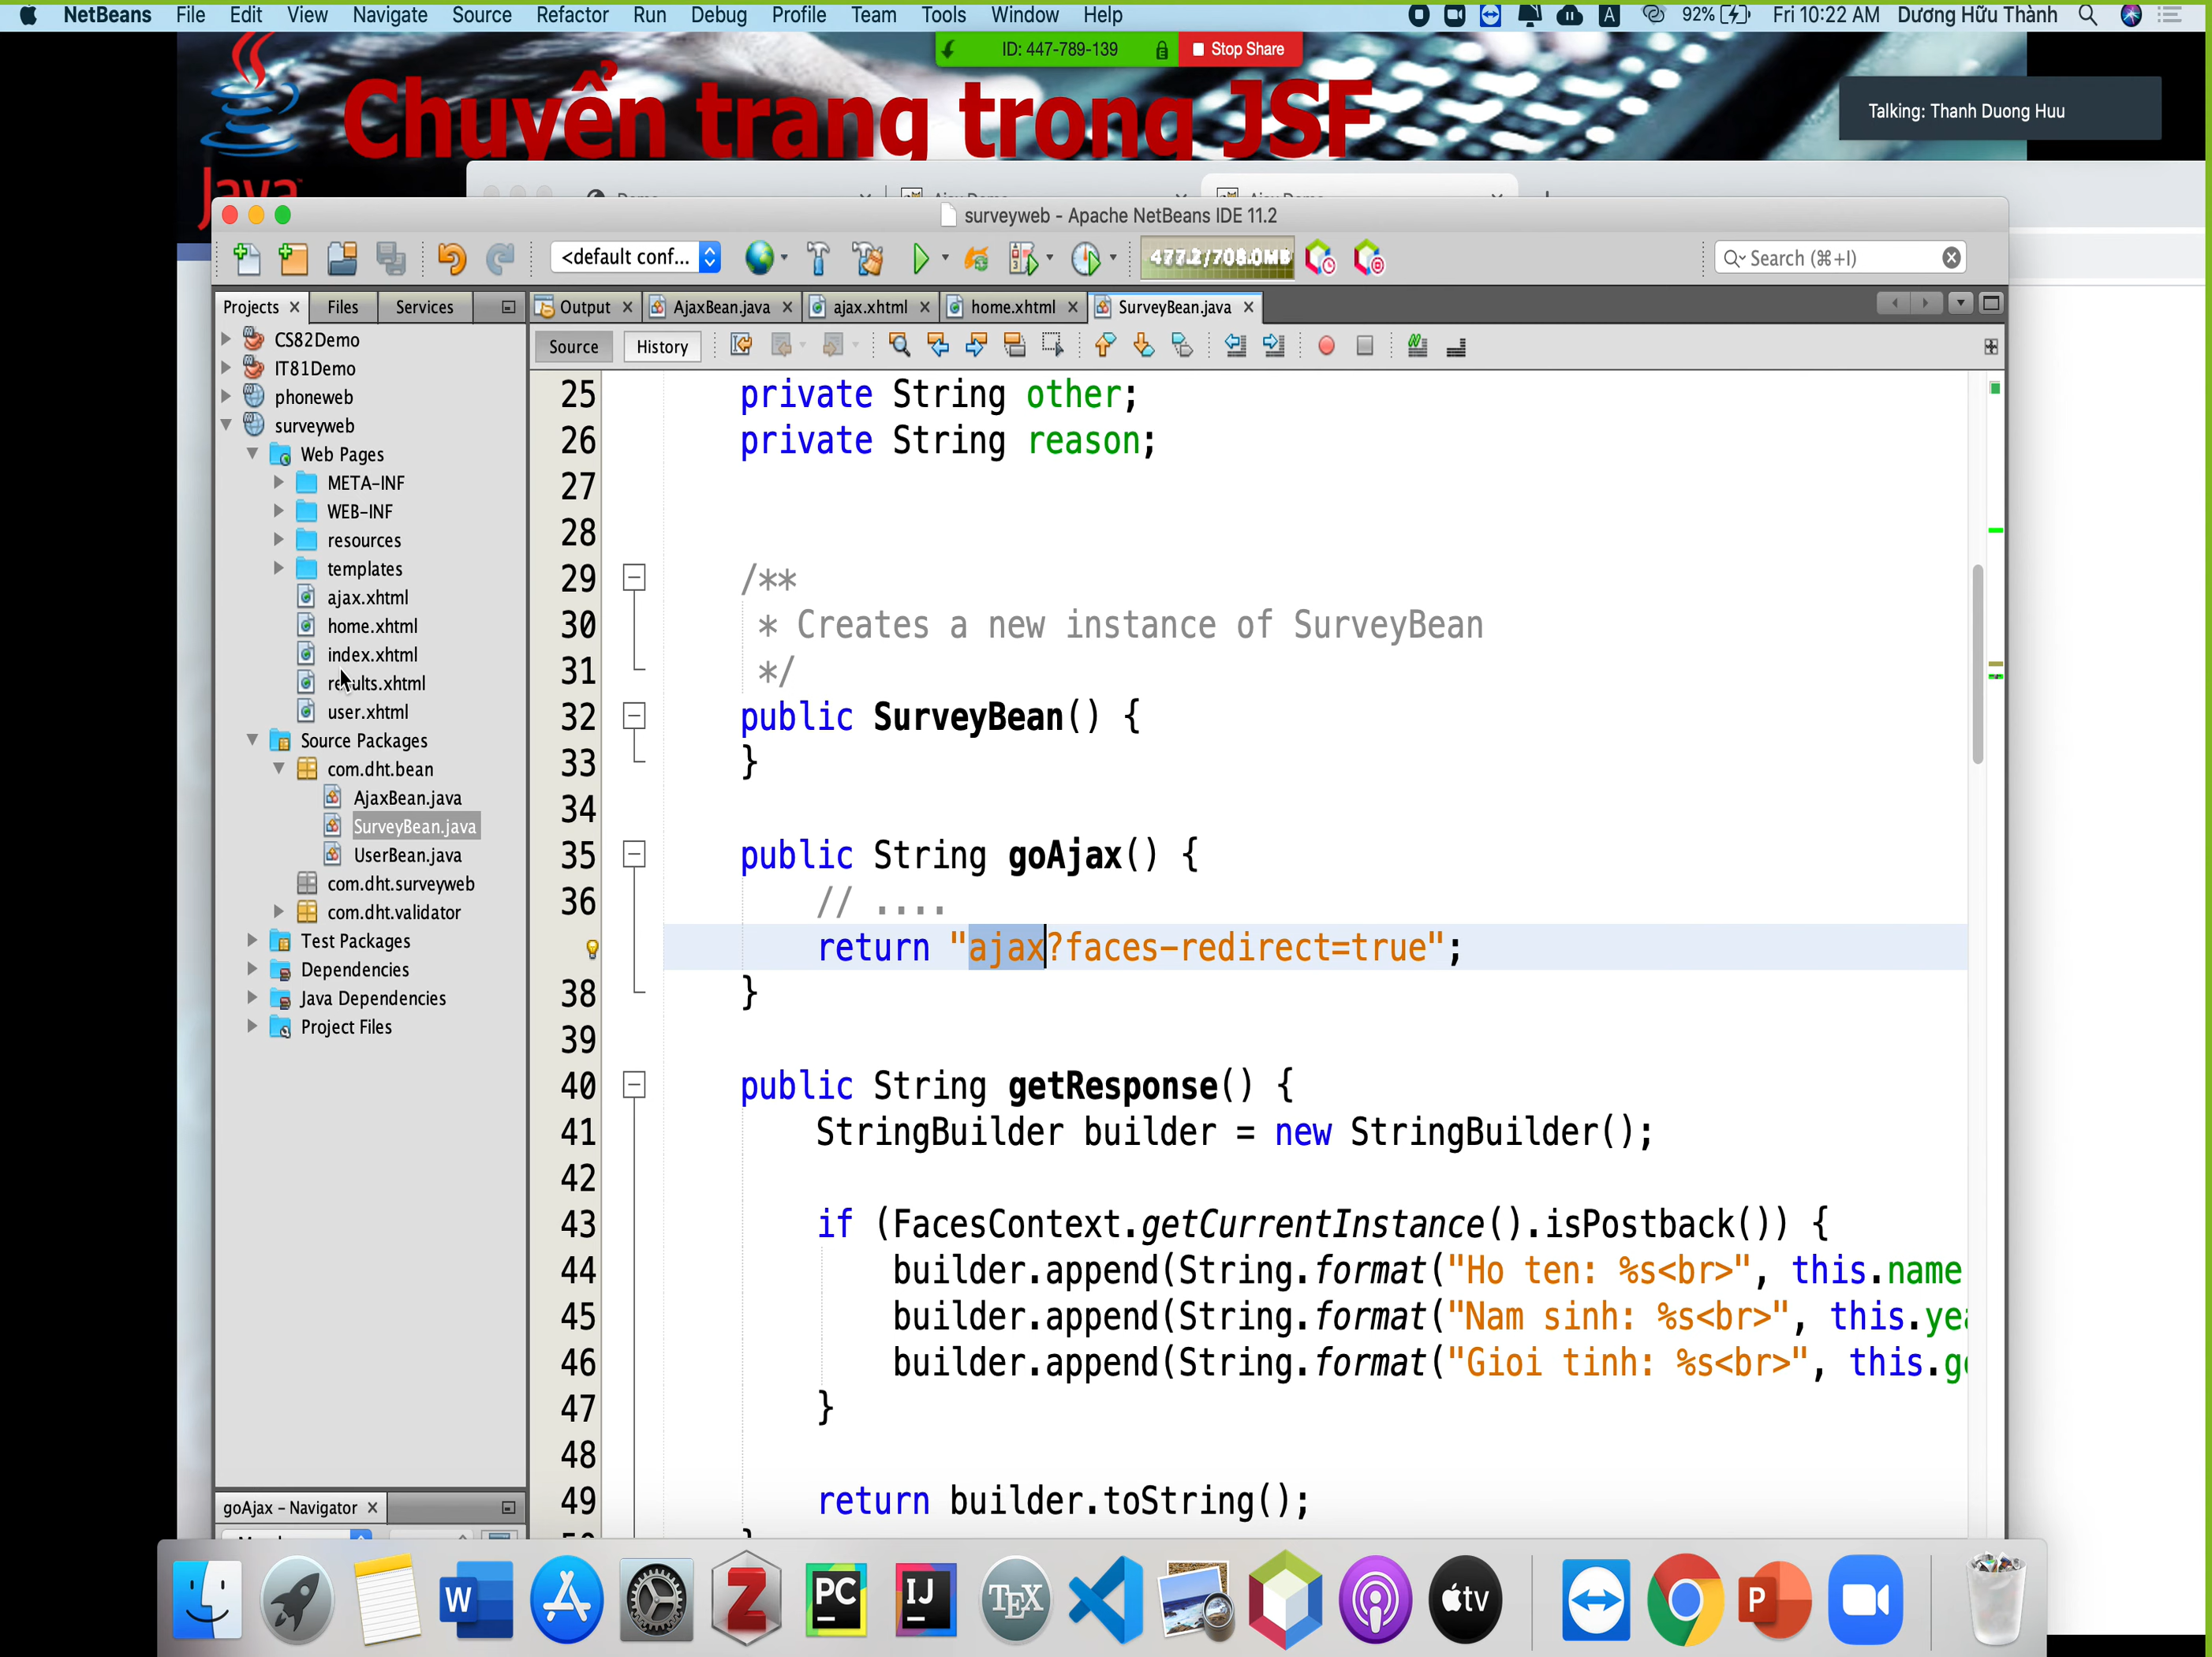 NetBeans File Edit View Navigate Source Refactor Run Debug Profile Team Tools Window Help
92% Fri 10:22 AM Dương Hữu Thành
ID: 447-789-139 Stop Share
Chuyển trang trong JSF
Talking: Thanh Duong Huu
Java
surveyweb - Apache NetBeans IDE 11.2
<default conf...
477.2/708.0MB
Search (⌘+I)
Projects Files Services
Output AjaxBean.java ajax.xhtml home.xhtml SurveyBean.java
Source History
CS82Demo
IT81Demo
phoneweb
surveyweb
Web Pages
META-INF
WEB-INF
resources
templates
ajax.xhtml
home.xhtml
index.xhtml
results.xhtml
user.xhtml
Source Packages
com.dht.bean
AjaxBean.java
SurveyBean.java
UserBean.java
com.dht.surveyweb
com.dht.validator
Test Packages
Dependencies
Java Dependencies
Project Files
goAjax - Navigator
25 private String other;
26 private String reason;
27
28
29 /**
30 * Creates a new instance of SurveyBean
31 */
32 public SurveyBean() {
33 }
34
35 public String goAjax() {
36 // ....
return "ajax?faces-redirect=true";
38 }
39
40 public String getResponse() {
41 StringBuilder builder = new StringBuilder();
42
43 if (FacesContext.getCurrentInstance().isPostback()) {
44 builder.append(String.format("Ho ten: %s<br>", this.name
45 builder.append(String.format("Nam sinh: %s<br>", this.ye
46 builder.append(String.format("Gioi tinh: %s<br>", this.g
47 }
48
49 return builder.toString();
W
Z
PC
IJ
TEX
tv
P